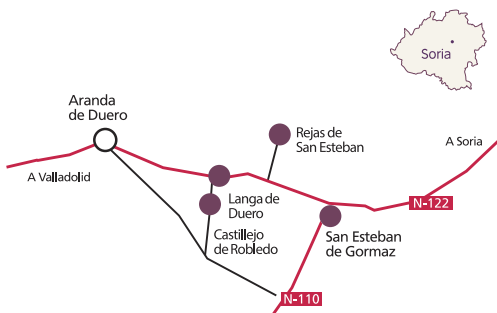 Soria
Aranda
de Duero
Rejas de
San Esteban
A Soria
A Valladolid
Langa de
Duero
N-122
Castillejo
de Robledo
San Esteban
de Gormaz
N-110